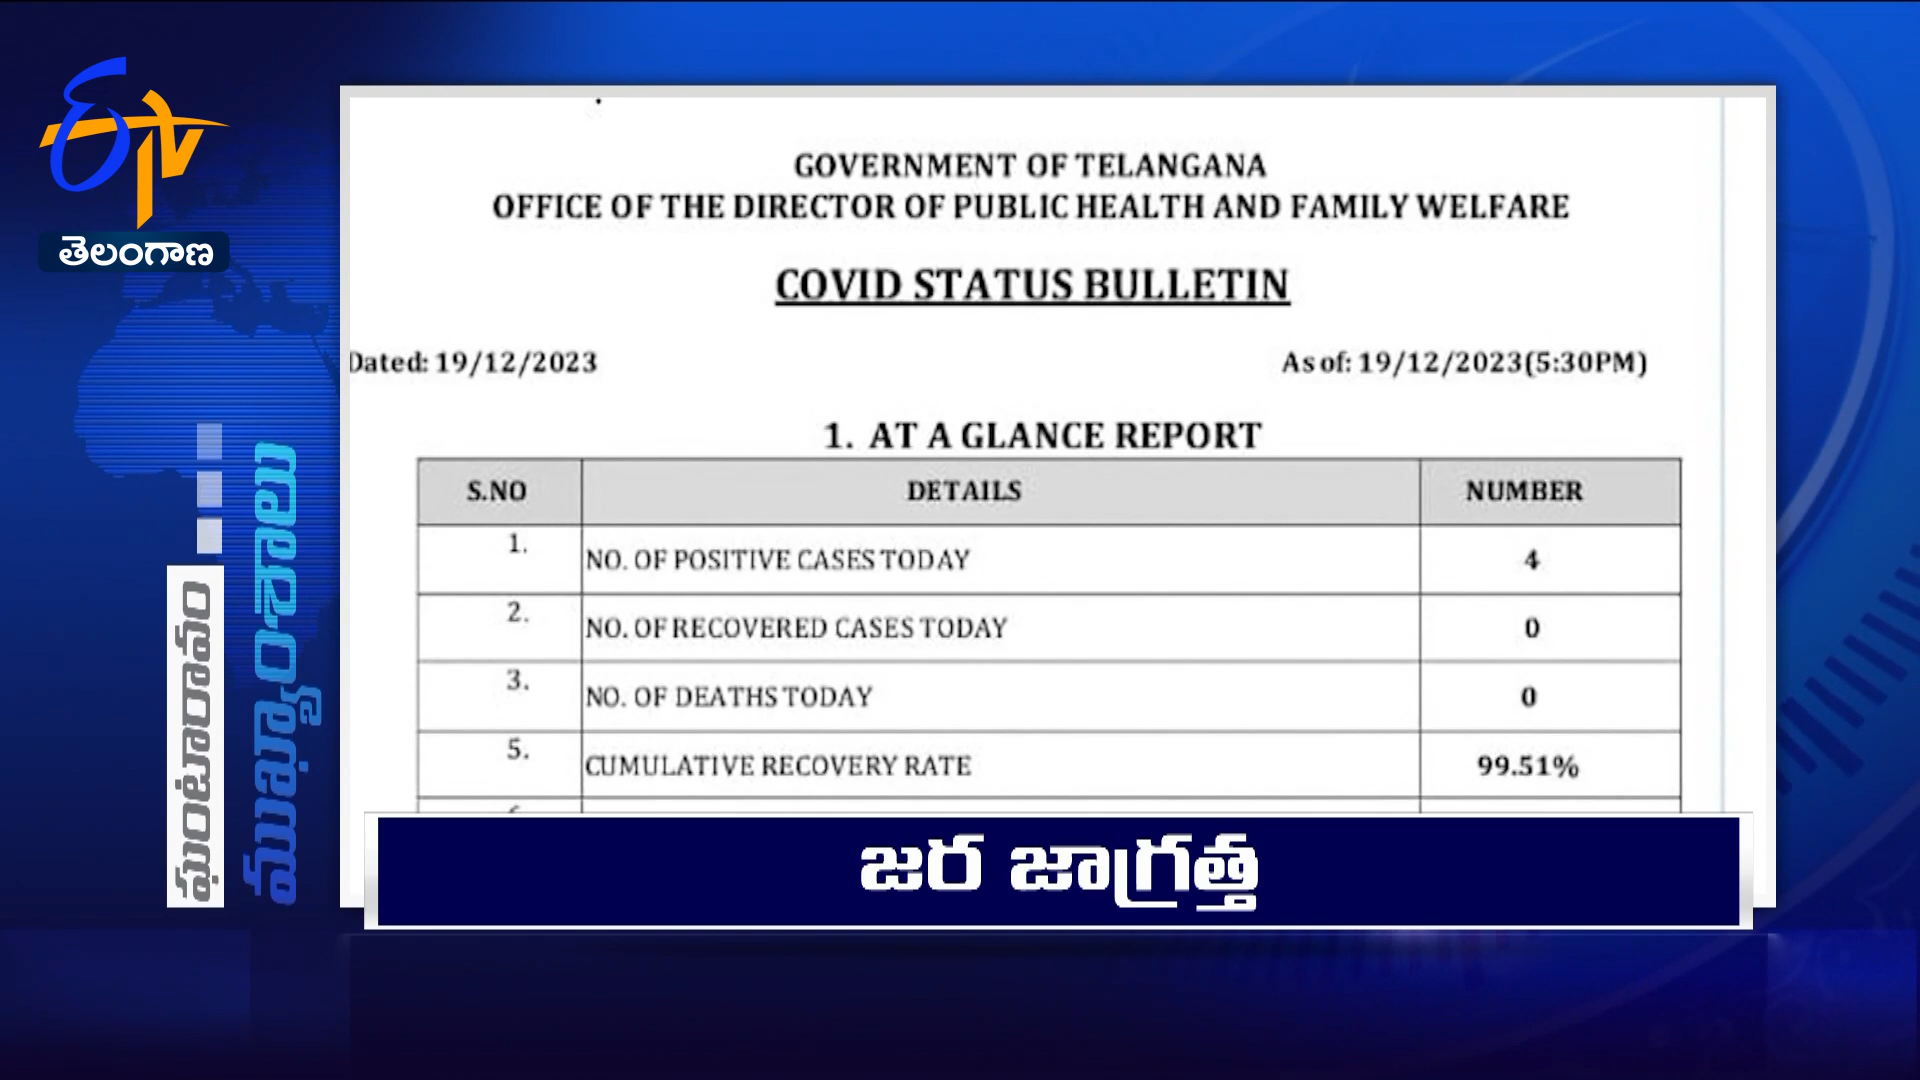 ETV
తెలంగాణ
ఘంటారావం
ముఖ్యాంశాలు
GOVERNMENT OF TELANGANA
OFFICE OF THE DIRECTOR OF PUBLIC HEALTH AND FAMILY WELFARE
COVID STATUS BULLETIN
Dated: 19/12/2023 As of: 19/12/2023(5:30PM)
1. AT A GLANCE REPORT
S.NO DETAILS NUMBER
1. NO. OF POSITIVE CASES TODAY 4
2. NO. OF RECOVERED CASES TODAY 0
3. NO. OF DEATHS TODAY 0
5. CUMULATIVE RECOVERY RATE 99.51%
జర జాగ్రత్త